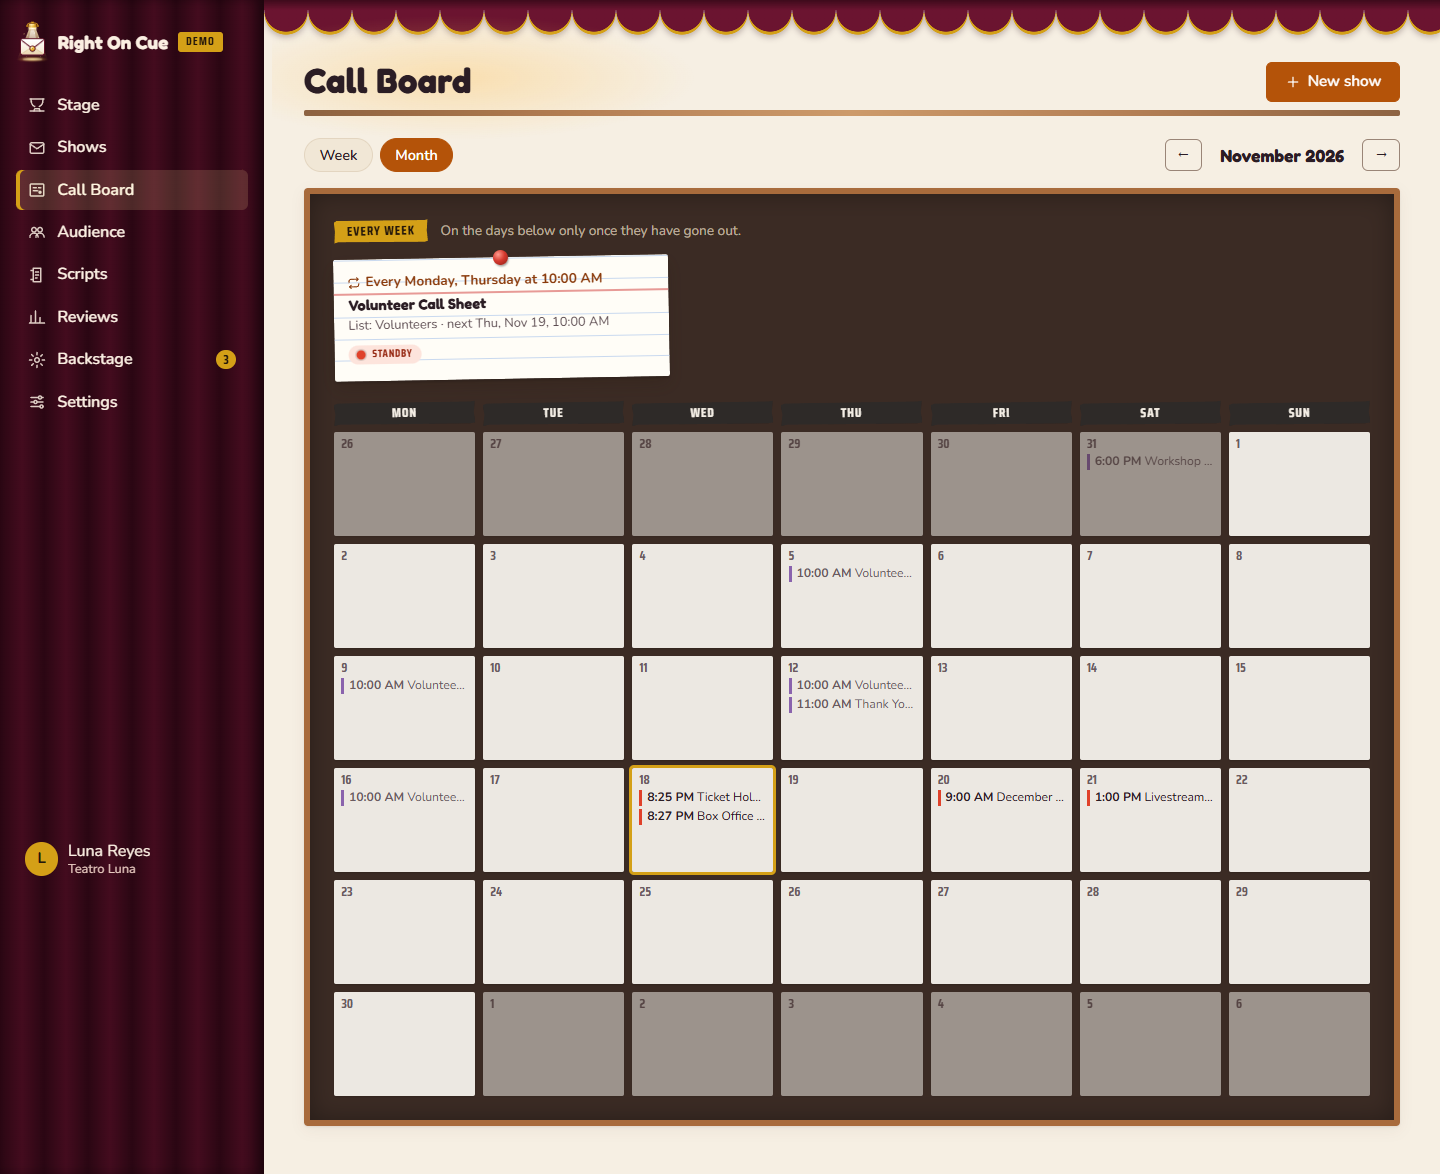 Right On Cue DEMO
Stage
Shows
Call Board
Audience
Scripts
Reviews
Backstage 3
Settings
L Luna Reyes
Teatro Luna
Call Board
+ New show
Week Month
← November 2026 →
EVERY WEEK On the days below only once they have gone out.
Every Monday, Thursday at 10:00 AM
Volunteer Call Sheet
List: Volunteers · next Thu, Nov 19, 10:00 AM
STANDBY
MON TUE WED THU FRI SAT SUN
26 27 28 29 30 31 1
6:00 PM Workshop ...
2 3 4 5 6 7 8
10:00 AM Voluntee...
9 10 11 12 13 14 15
10:00 AM Voluntee... 10:00 AM Voluntee...
11:00 AM Thank Yo...
16 17 18 19 20 21 22
10:00 AM Voluntee... 8:25 PM Ticket Hol... 9:00 AM December ... 1:00 PM Livestream...
8:27 PM Box Office ...
23 24 25 26 27 28 29
30 1 2 3 4 5 6